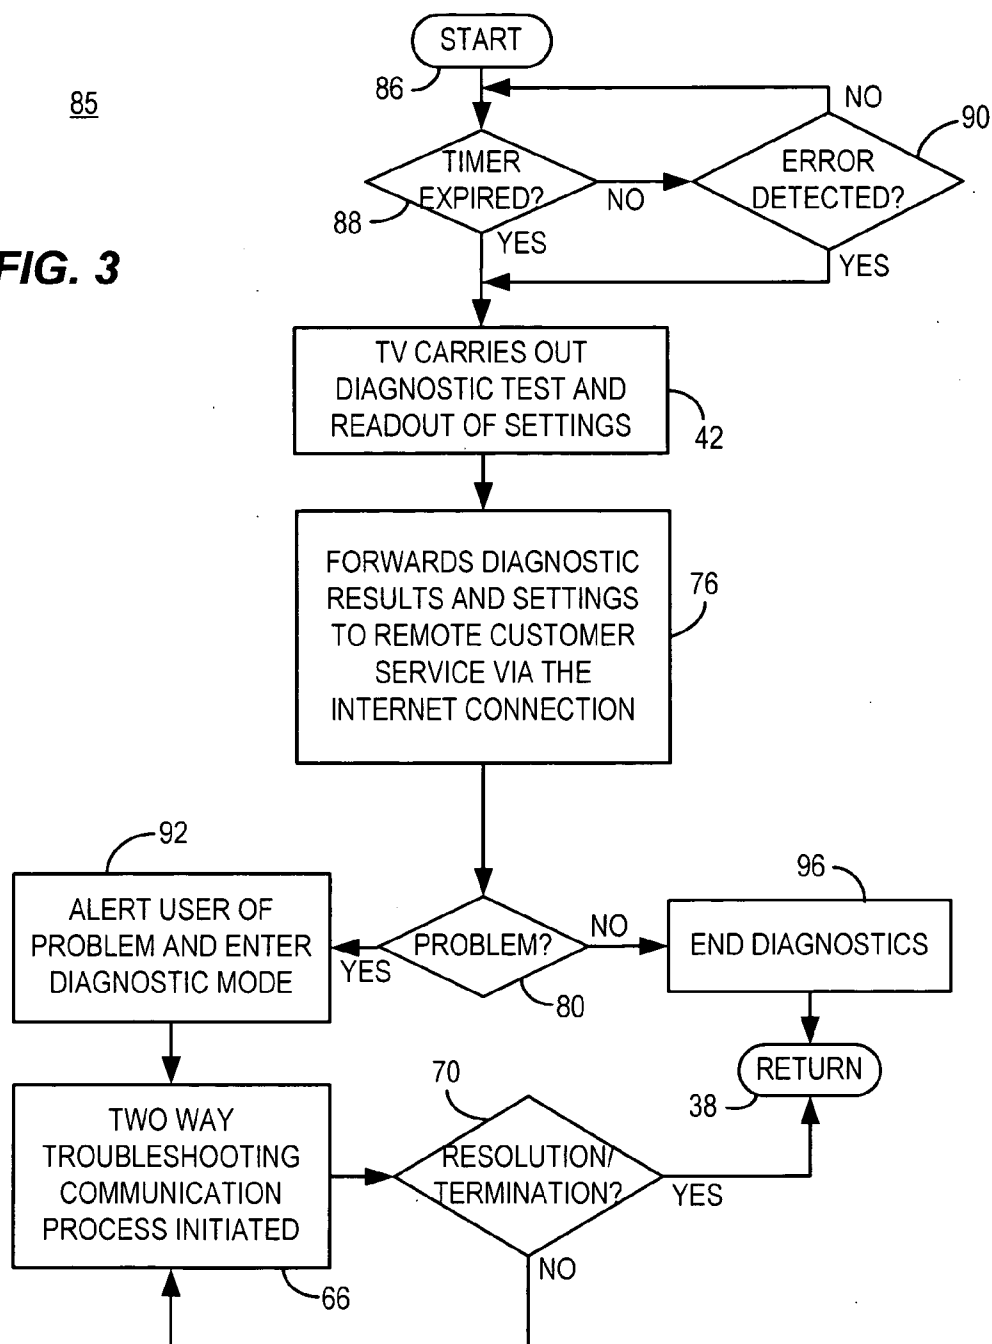 START
86
85
NO
90
TIMER
EXPIRED?
ERROR
DETECTED?
NO
88
YES
YES
FIG. 3
TV CARRIES OUT
DIAGNOSTIC TEST AND
READOUT OF SETTINGS
42
FORWARDS DIAGNOSTIC
RESULTS AND SETTINGS
TO REMOTE CUSTOMER
SERVICE VIA THE
INTERNET CONNECTION
76
92
ALERT USER OF
PROBLEM AND ENTER
DIAGNOSTIC MODE
PROBLEM?
YES
NO
80
96
END DIAGNOSTICS
RETURN
38
TWO WAY
TROUBLESHOOTING
COMMUNICATION
PROCESS INITIATED
66
70
RESOLUTION/
TERMINATION?
YES
NO